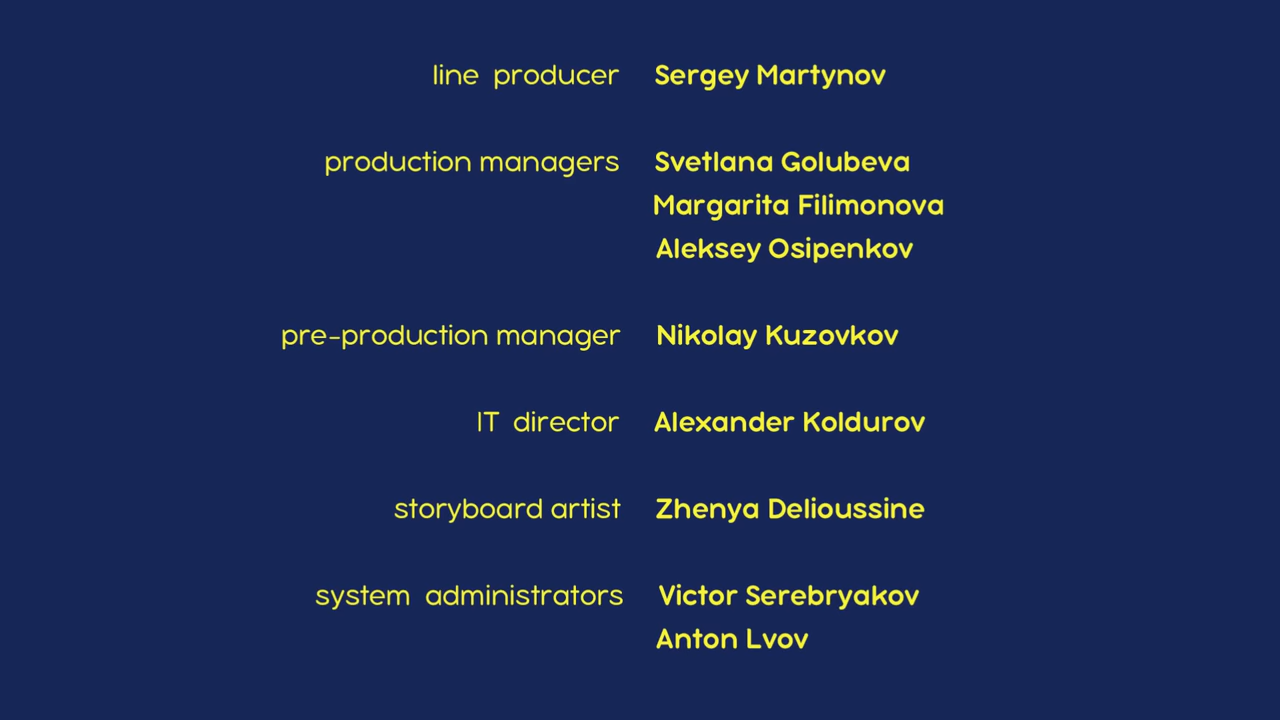 line producer Sergey Martynov
production managers Svetlana Golubeva
Margarita Filimonova
Aleksey Osipenkov
pre-production manager Nikolay Kuzovkov
IT director Alexander Koldurov
storyboard artist Zhenya Delioussine
system administrators Victor Serebryakov
Anton Lvov